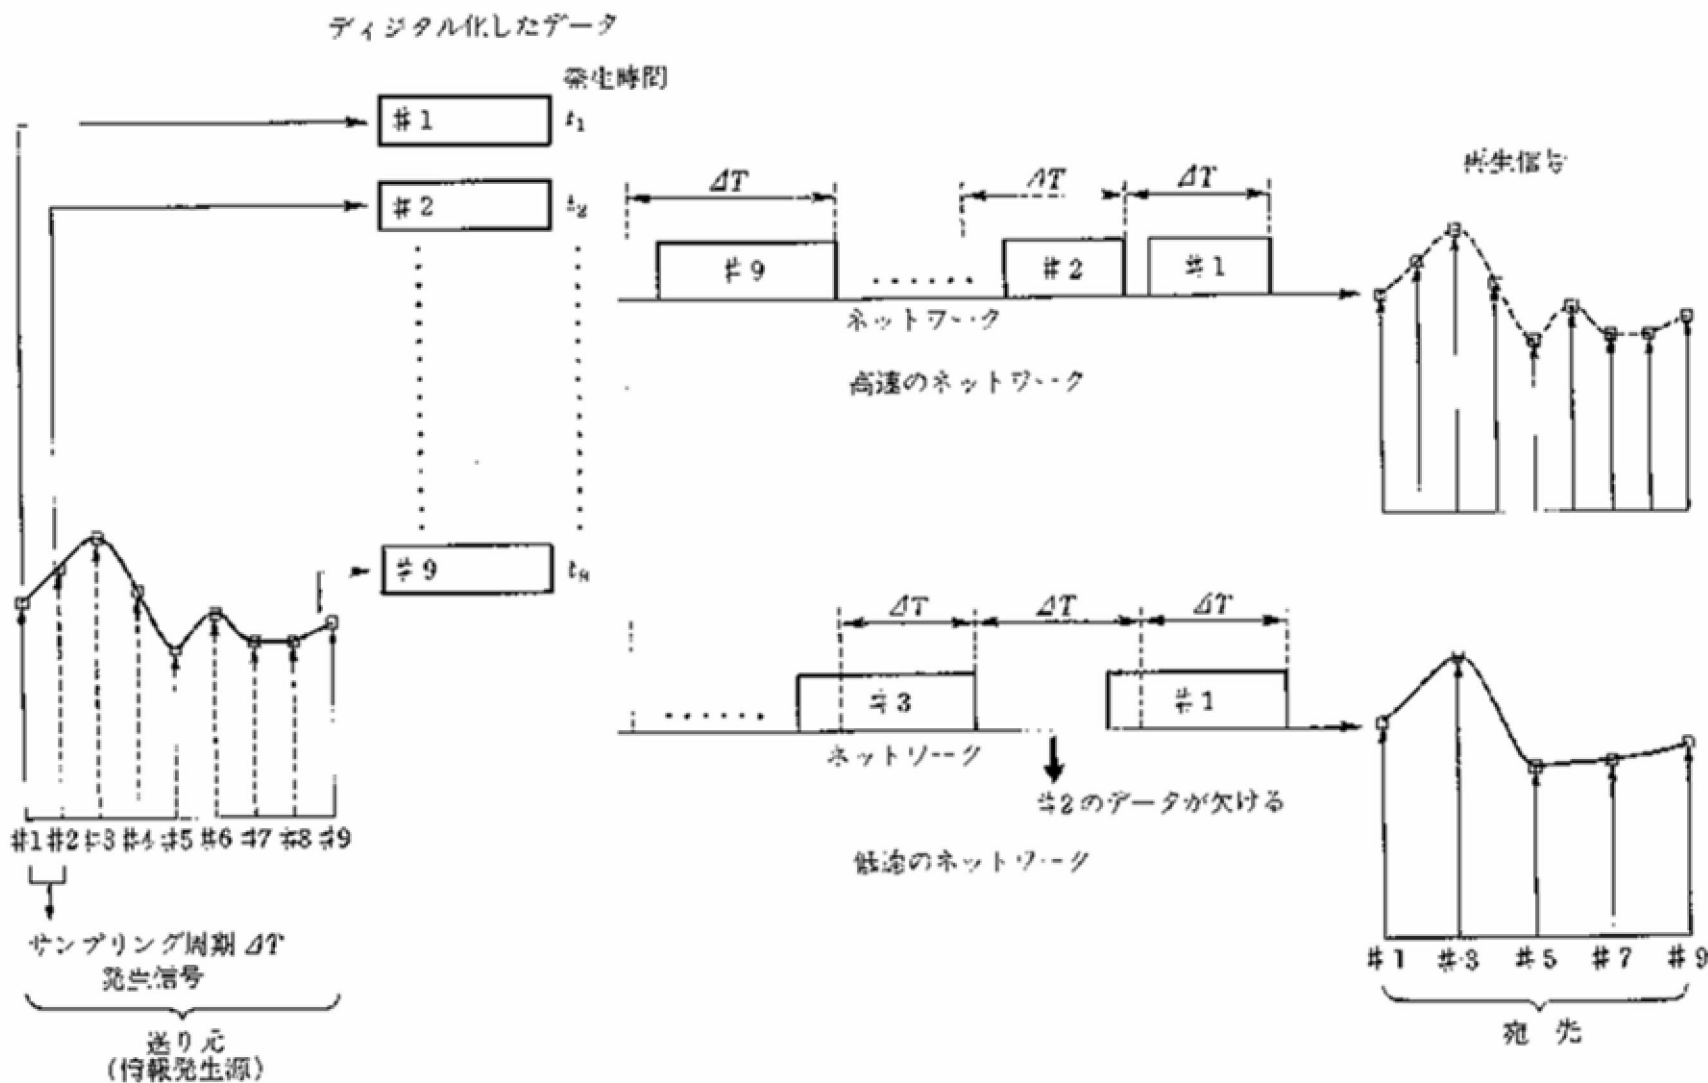 ディジタル化したデータ
発生時間
#1
t₁
#2
t₂
#9
ΔT
ΔT
ΔT
#9
#2
#1
ネットワーク
高速のネットワーク
再生信号
ΔT
ΔT
ΔT
#3
#1
ネットワーク
#2のデータが欠ける
低速のネットワーク
#1 #2 #3 #4 #5 #6 #7 #8 #9
サンプリング周期 ΔT
発生信号
送り元
(情報発生源)
#1 #3 #5 #7 #9
宛先